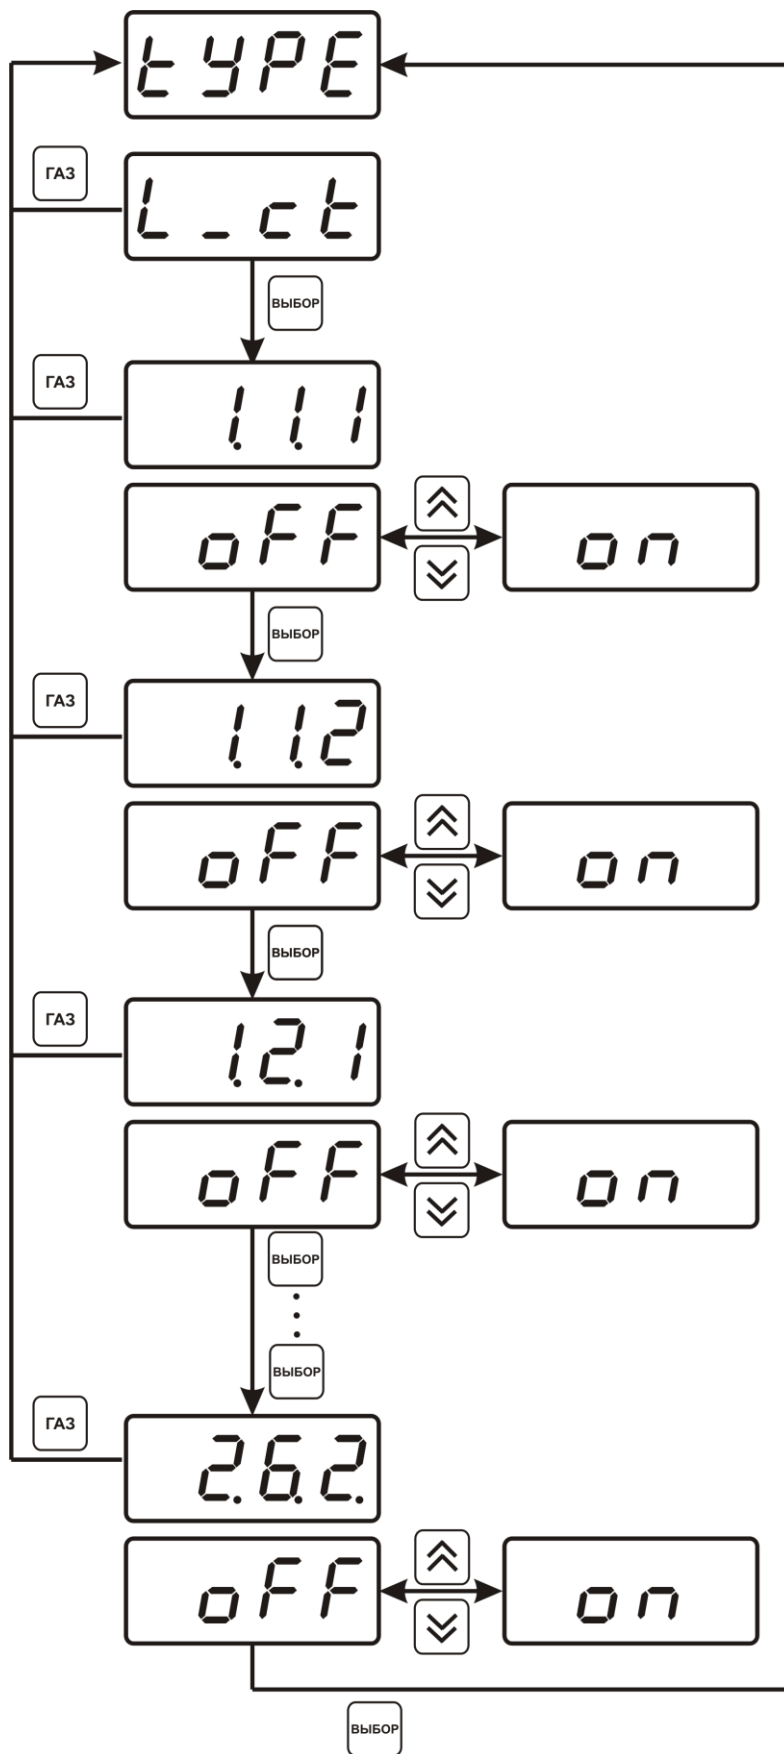 tYPE
ГАЗ
L_ct
ВЫБОР
ГАЗ
1.1.1
oFF
on
ВЫБОР
ГАЗ
1.1.2
oFF
on
ВЫБОР
ГАЗ
1.2.1
oFF
on
ВЫБОР
ВЫБОР
ГАЗ
2.6.2.
oFF
on
ВЫБОР